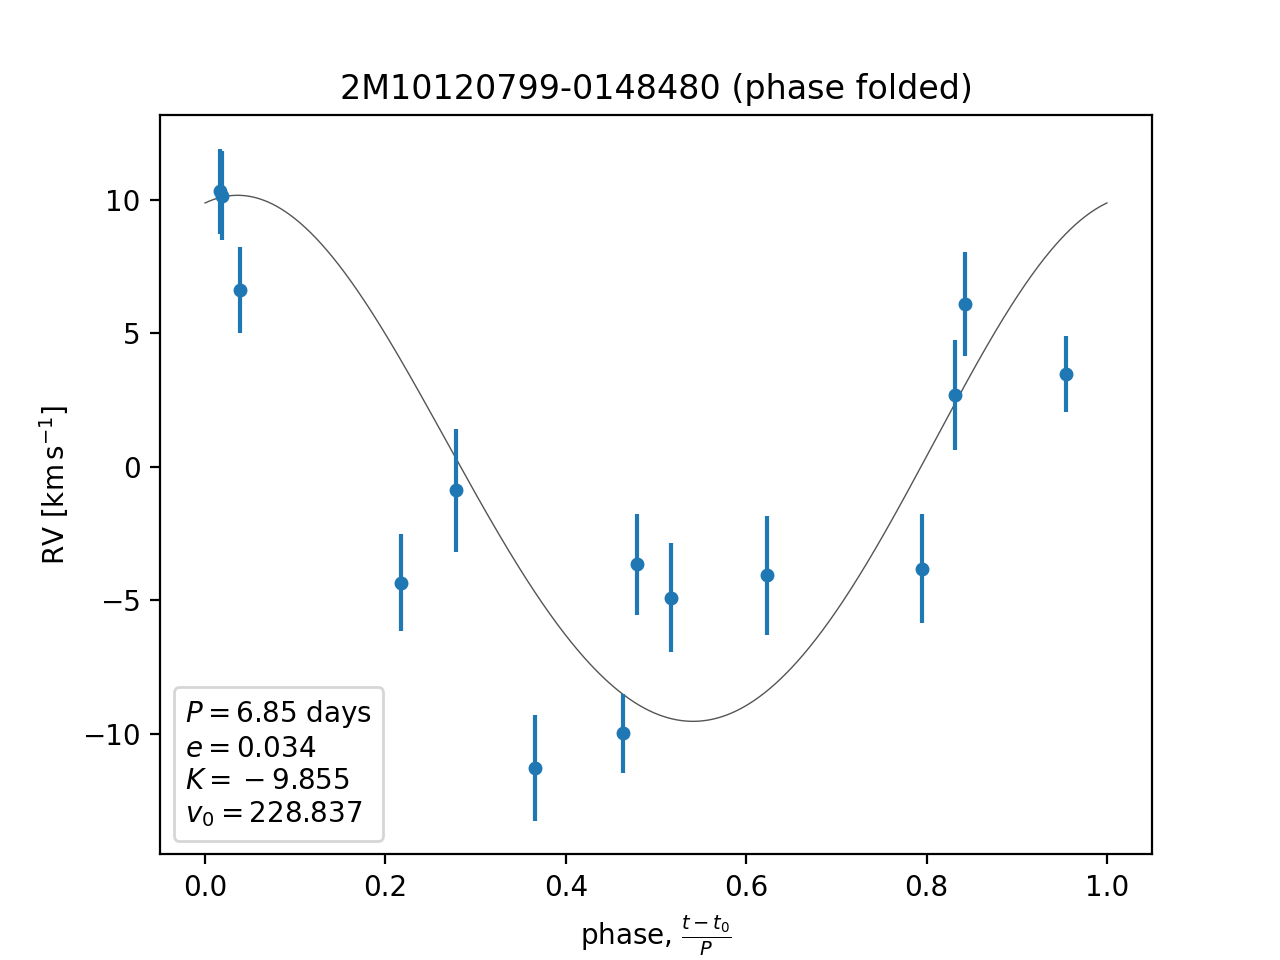 2M10120799-0148480 (phase folded)
RV [km s⁻¹]
10
5
0
−5
−10
P = 6.85 days
e = 0.034
K = −9.855
v₀ = 228.837
0.0 0.2 0.4 0.6 0.8 1.0
phase, (t − t₀)/P